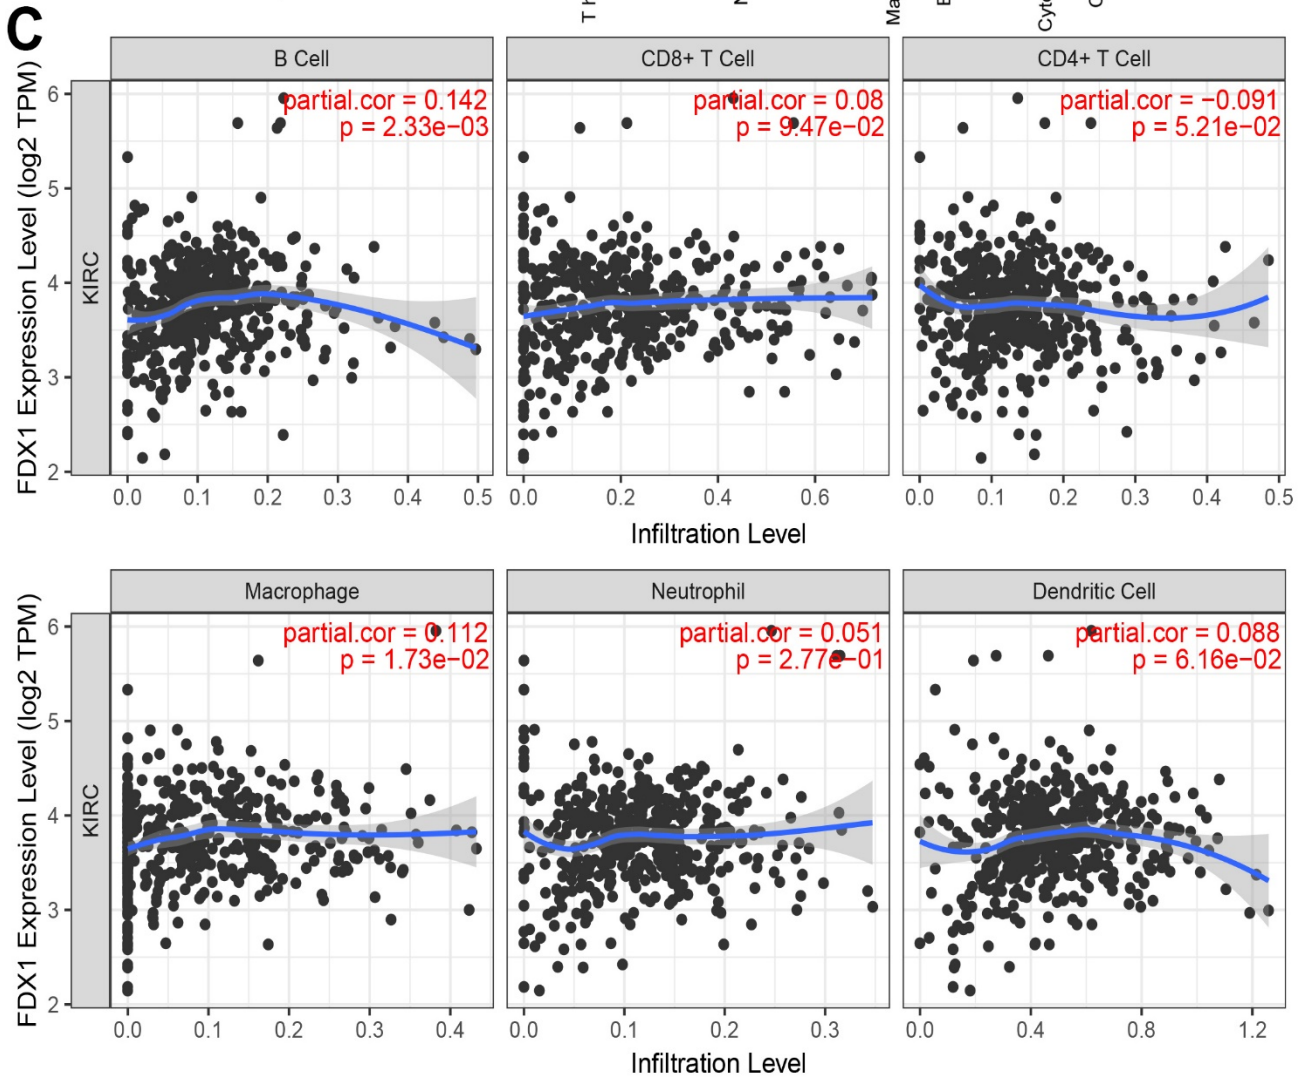 C
B Cell
CD8+ T Cell
CD4+ T Cell
FDX1 Expression Level (log2 TPM)
KIRC
partial.cor = 0.142
p = 2.33e−03
partial.cor = 0.08
p = 9.47e−02
partial.cor = −0.091
p = 5.21e−02
6
5
4
3
2
0.0 0.1 0.2 0.3 0.4 0.5
0.0 0.2 0.4 0.6
0.0 0.1 0.2 0.3 0.4 0.5
Infiltration Level
Macrophage
Neutrophil
Dendritic Cell
FDX1 Expression Level (log2 TPM)
KIRC
partial.cor = 0.112
p = 1.73e−02
partial.cor = 0.051
p = 2.77e−01
partial.cor = 0.088
p = 6.16e−02
6
5
4
3
2
0.0 0.1 0.2 0.3 0.4
0.0 0.1 0.2 0.3
0.0 0.4 0.8 1.2
Infiltration Level